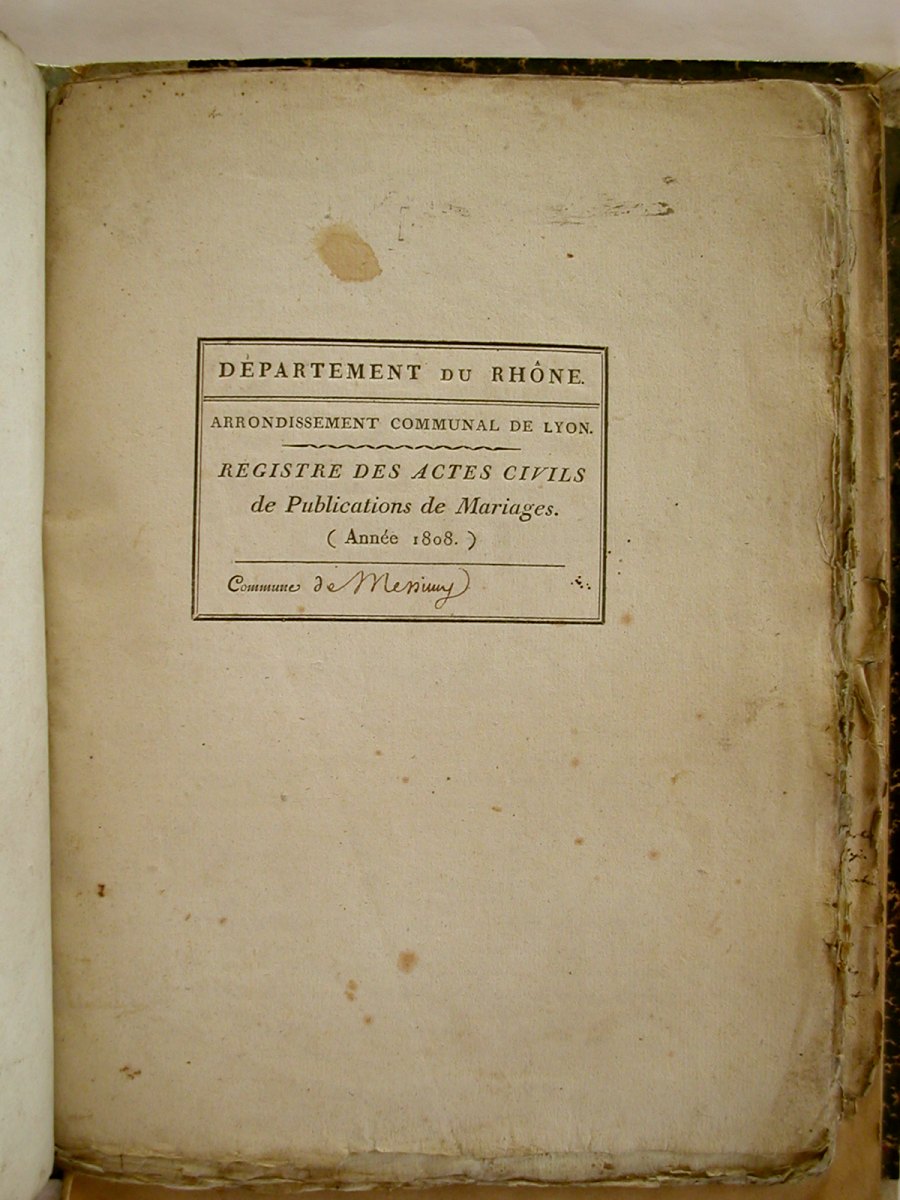 DÉPARTEMENT DU RHÔNE.
ARRONDISSEMENT COMMUNAL DE LYON.
REGISTRE DES ACTES CIVILS
de Publications de Mariages.
( Année 1808. )
Commune de Messimy